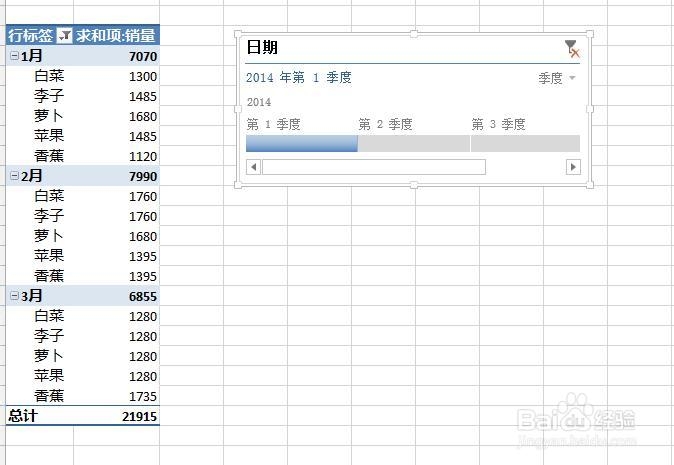 行标签 求和项:销量
1月 7070
白菜 1300
李子 1485
萝卜 1680
苹果 1485
香蕉 1120
2月 7990
白菜 1760
李子 1760
萝卜 1680
苹果 1395
香蕉 1395
3月 6855
白菜 1280
李子 1280
萝卜 1280
苹果 1280
香蕉 1735
总计 21915
日期
2014 年第 1 季度 季度
2014
第 1 季度 第 2 季度 第 3 季度
Baidu经验
jingyan.baidu.com